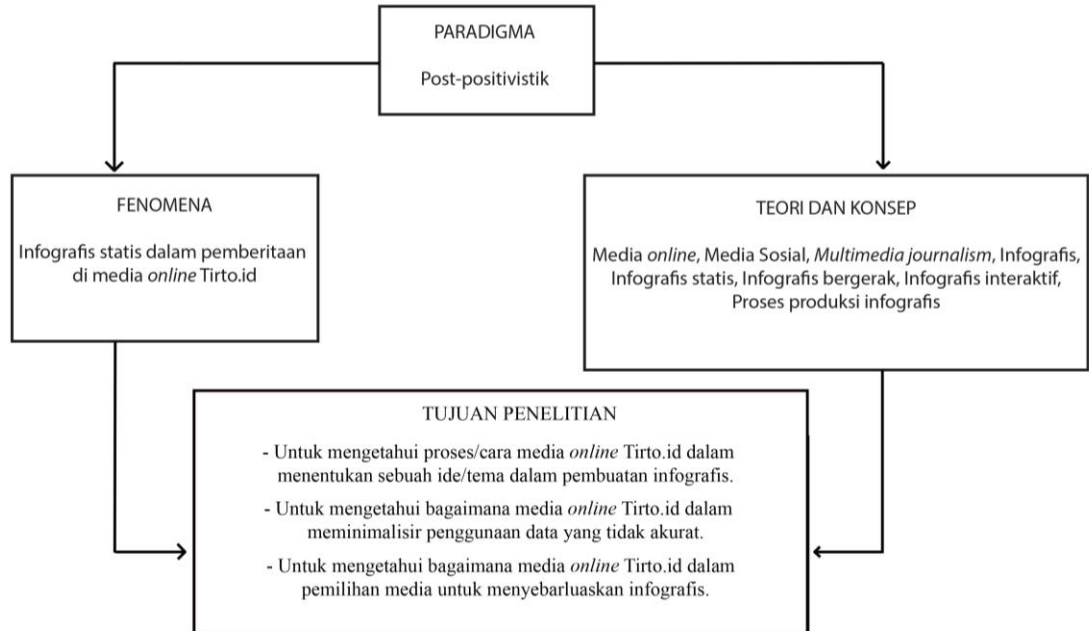 PARADIGMA
Post-positivistik
FENOMENA
Infografis statis dalam pemberitaan
di media online Tirto.id
TEORI DAN KONSEP
Media online, Media Sosial, Multimedia journalism, Infografis,
Infografis statis, Infografis bergerak, Infografis interaktif,
Proses produksi infografis
TUJUAN PENELITIAN
- Untuk mengetahui proses/cara media online Tirto.id dalam
menentukan sebuah ide/tema dalam pembuatan infografis.
- Untuk mengetahui bagaimana media online Tirto.id dalam
meminimalisir penggunaan data yang tidak akurat.
- Untuk mengetahui bagaimana media online Tirto.id dalam
pemilihan media untuk menyebarluaskan infografis.